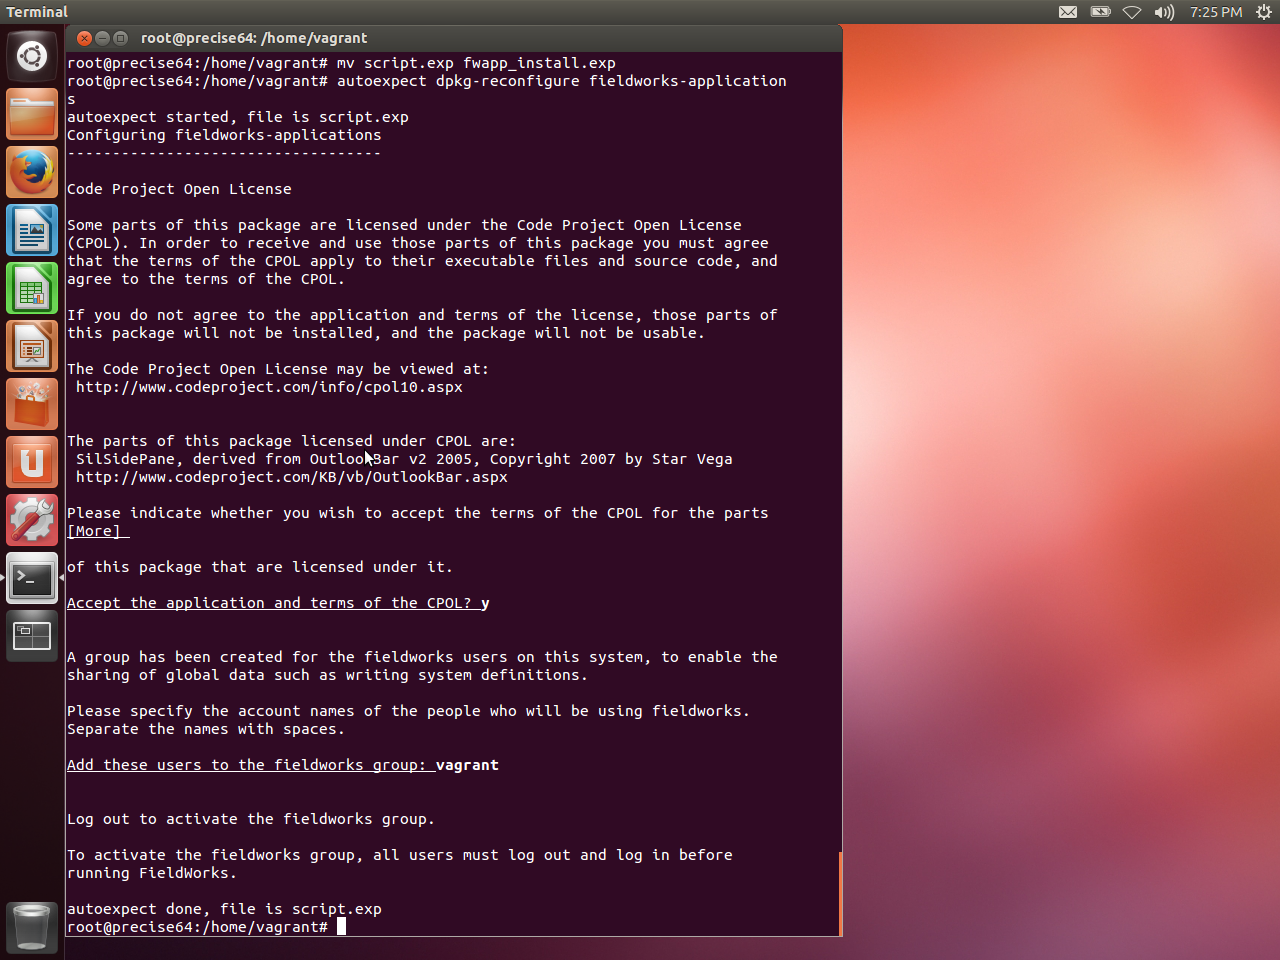 Terminal
7:25 PM
root@precise64: /home/vagrant
root@precise64:/home/vagrant# mv script.exp fwapp_install.exp
root@precise64:/home/vagrant# autoexpect dpkg-reconfigure fieldworks-application
s
autoexpect started, file is script.exp
Configuring fieldworks-applications
-----------------------------------
Code Project Open License
Some parts of this package are licensed under the Code Project Open License
(CPOL). In order to receive and use those parts of this package you must agree
that the terms of the CPOL apply to their executable files and source code, and
agree to the terms of the CPOL.
If you do not agree to the application and terms of the license, those parts of
this package will not be installed, and the package will not be usable.
The Code Project Open License may be viewed at:
http://www.codeproject.com/info/cpol10.aspx
The parts of this package licensed under CPOL are:
SilSidePane, derived from OutlookBar v2 2005, Copyright 2007 by Star Vega
http://www.codeproject.com/KB/vb/OutlookBar.aspx
Please indicate whether you wish to accept the terms of the CPOL for the parts
[More]
of this package that are licensed under it.
Accept the application and terms of the CPOL? y
A group has been created for the fieldworks users on this system, to enable the
sharing of global data such as writing system definitions.
Please specify the account names of the people who will be using fieldworks.
Separate the names with spaces.
Add these users to the fieldworks group: vagrant
Log out to activate the fieldworks group.
To activate the fieldworks group, all users must log out and log in before
running FieldWorks.
autoexpect done, file is script.exp
root@precise64:/home/vagrant#